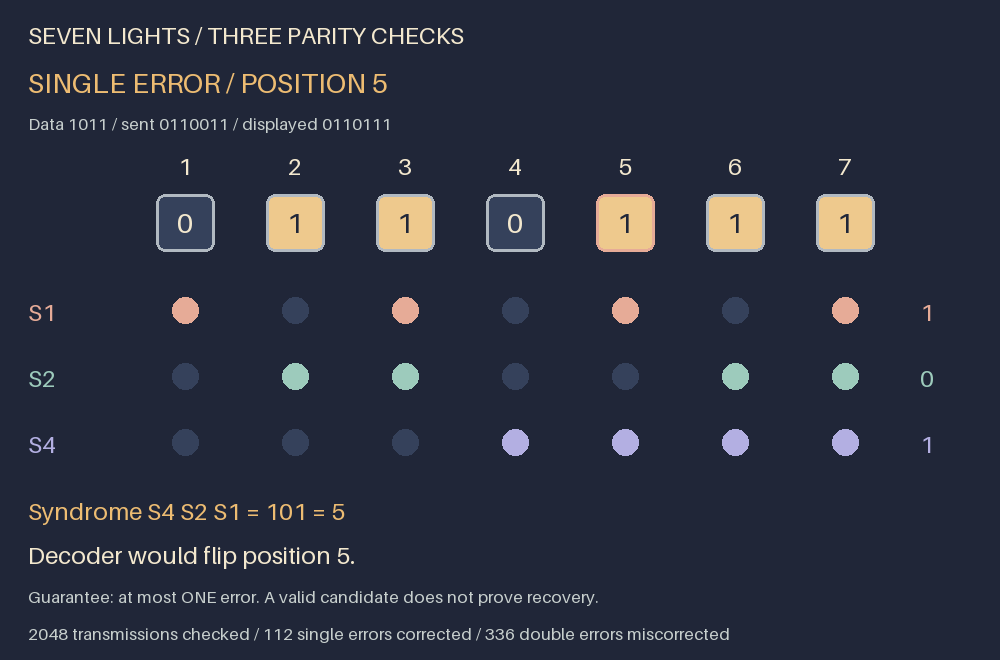 SEVEN LIGHTS / THREE PARITY CHECKS
SINGLE ERROR / POSITION 5
Data 1011 / sent 0110011 / displayed 0110111
1 2 3 4 5 6 7
0 1 1 0 1 1 1
S1 1
S2 0
S4 1
Syndrome S4 S2 S1 = 101 = 5
Decoder would flip position 5.
Guarantee: at most ONE error. A valid candidate does not prove recovery.
2048 transmissions checked / 112 single errors corrected / 336 double errors miscorrected